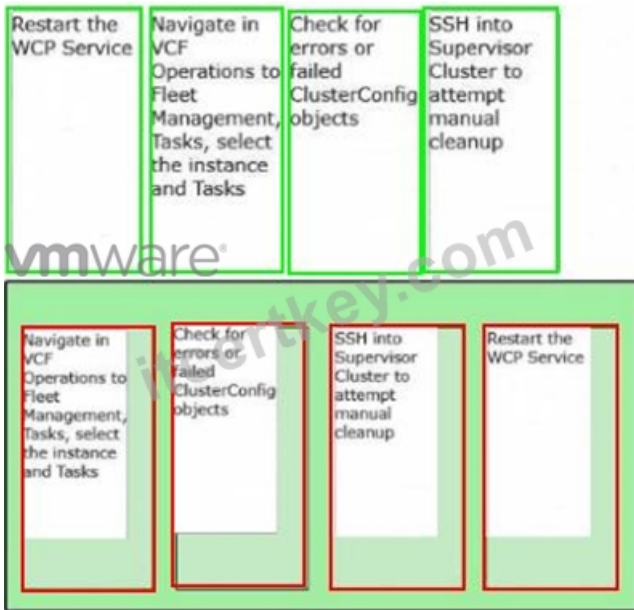 Restart the
WCP Service
Navigate in
VCF
Operations to
Fleet
Management,
Tasks, select
the instance
and Tasks
Check for
errors or
failed
ClusterConfig
objects
SSH into
Supervisor
Cluster to
attempt
manual
cleanup
vmware®
itcertkey.com
Navigate in
VCF
Operations to
Fleet
Management,
Tasks, select
the instance
and Tasks
Check for
errors or
failed
ClusterConfig
objects
SSH into
Supervisor
Cluster to
attempt
manual
cleanup
Restart the
WCP Service